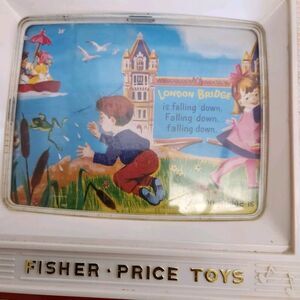 LONDON BRIDGE
is falling down,
Falling down,
falling down.
FISHER·PRICE TOYS